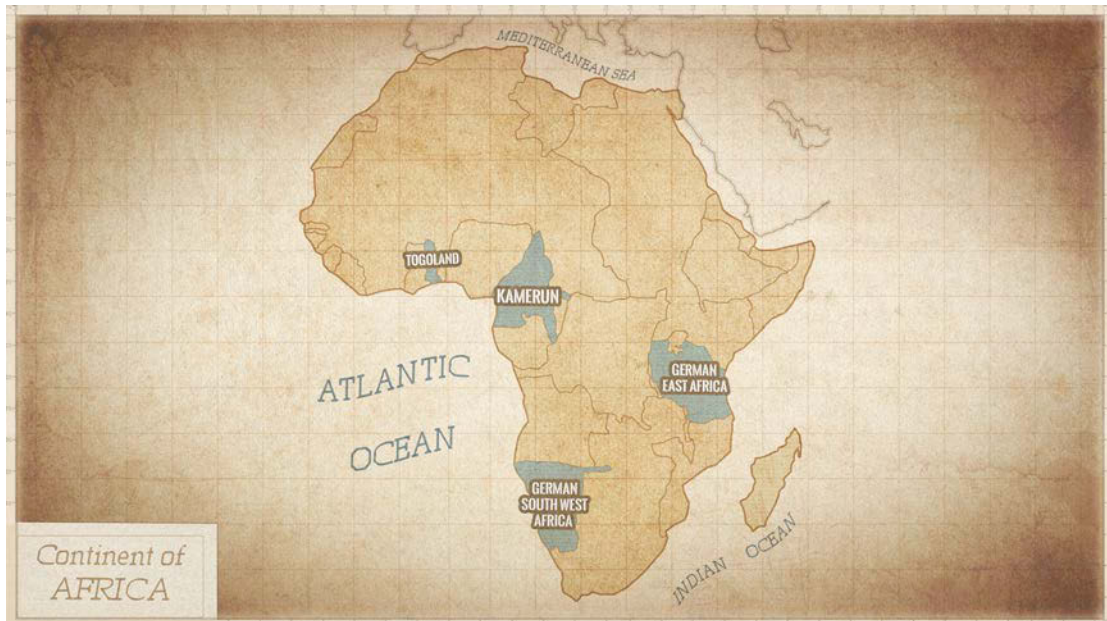 MEDITERRANEAN SEA
TOGOLAND
KAMERUN
GERMAN
EAST AFRICA
ATLANTIC
OCEAN
GERMAN
SOUTH WEST
AFRICA
INDIAN OCEAN
Continent of
AFRICA